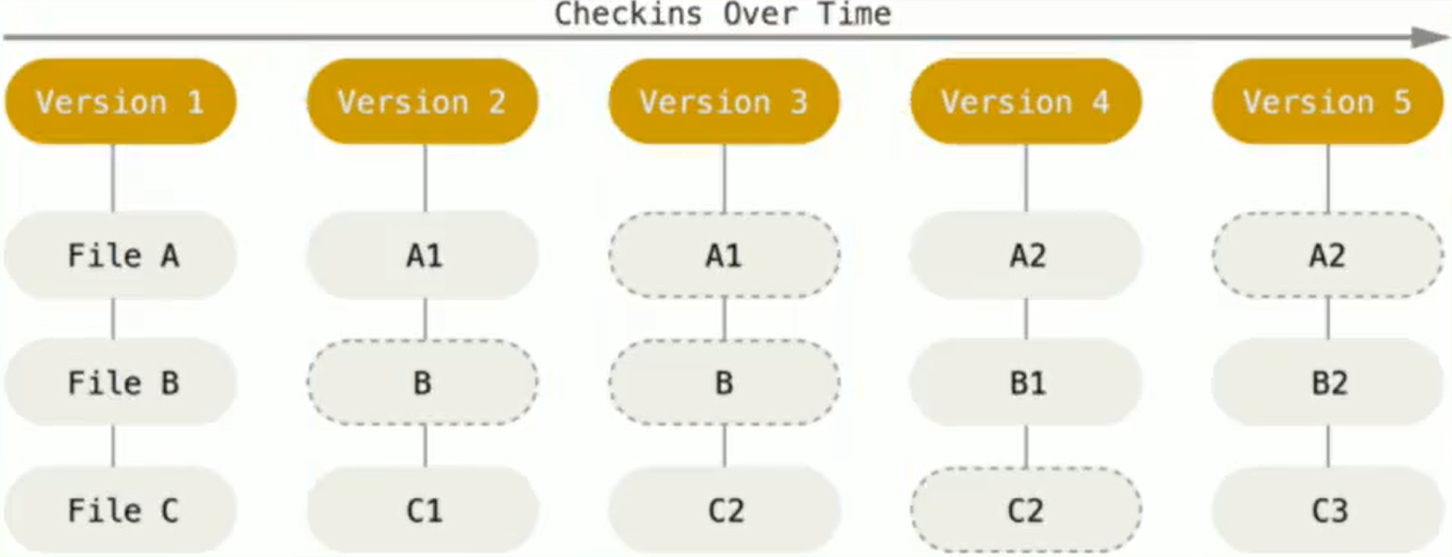 Checkins Over Time
Version 1 Version 2 Version 3 Version 4 Version 5
File A A1 A1 A2 A2
File B B B B1 B2
File C C1 C2 C2 C3